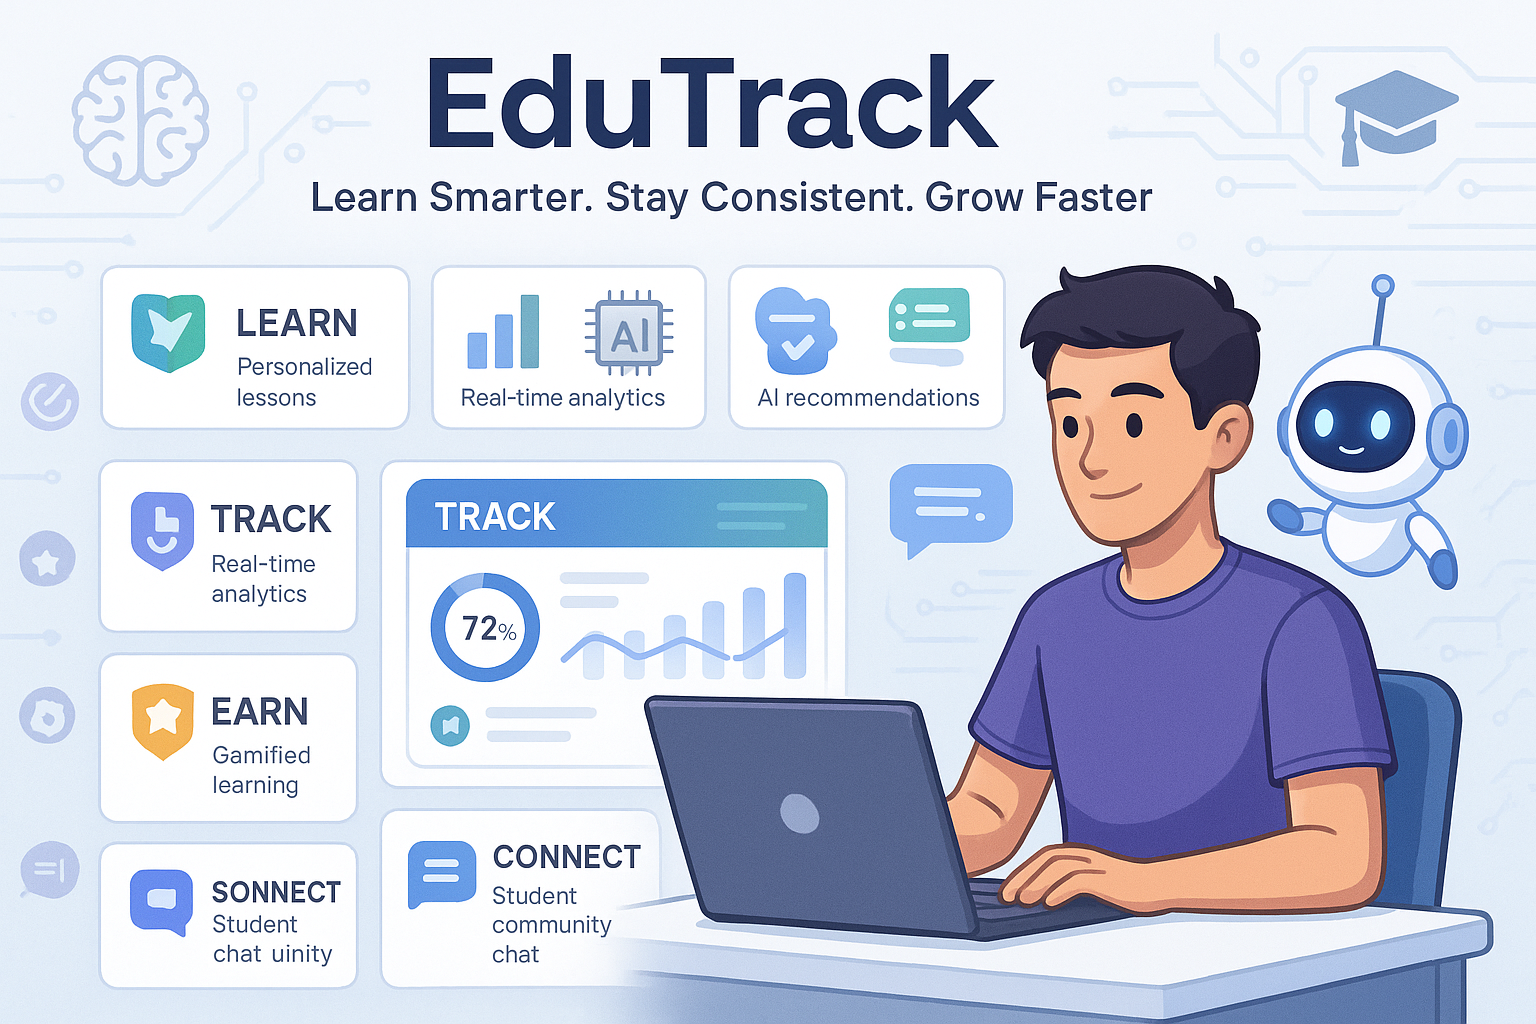 EduTrack
Learn Smarter. Stay Consistent. Grow Faster
LEARN
Personalized
lessons
AI
Real-time analytics
AI recommendations
TRACK
Real-time
analytics
TRACK
72%
EARN
Gamified
learning
SONNECT
Student
chat uinity
CONNECT
Student
community
chat